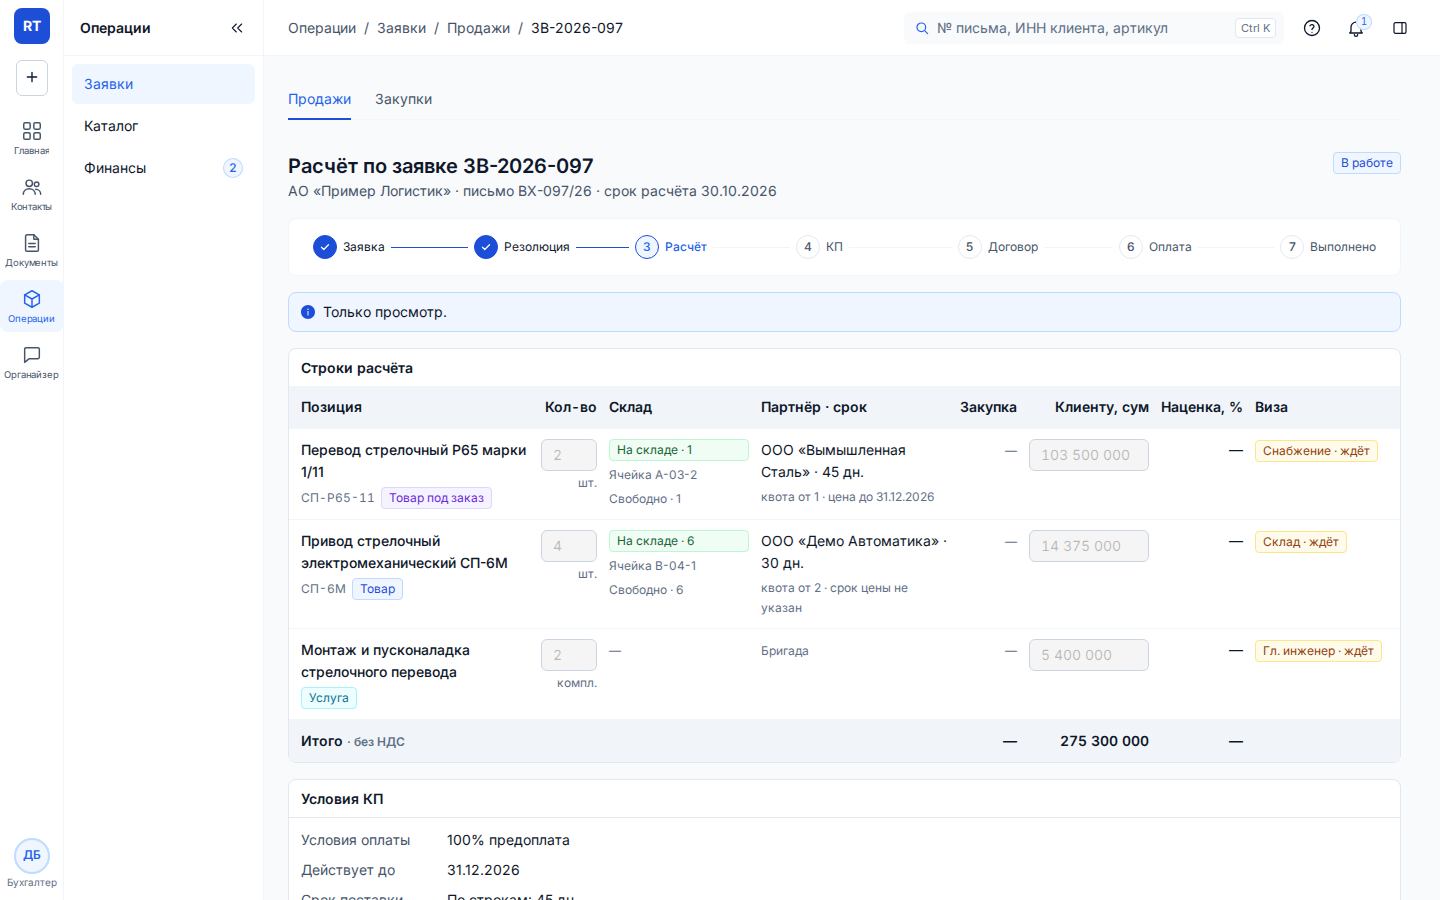 RT
Операции
Операции / Заявки / Продажи / ЗВ-2026-097
№ письма, ИНН клиента, артикул
Ctrl K
1
Главная
Контакты
Документы
Операции
Органайзер
ДБ
Бухгалтер
Заявки
Каталог
Финансы 2
Продажи Закупки
Расчёт по заявке ЗВ-2026-097
В работе
АО «Пример Логистик» · письмо ВХ-097/26 · срок расчёта 30.10.2026
Заявка Резолюция 3 Расчёт 4 КП 5 Договор 6 Оплата 7 Выполнено
Только просмотр.
Строки расчёта
Позиция Кол-во Склад Партнёр · срок Закупка Клиенту, сум Наценка, % Виза
Перевод стрелочный Р65 марки
1/11
СП-Р65-11 Товар под заказ
2
шт.
На складе · 1
Ячейка А-03-2
Свободно · 1
ООО «Вымышленная
Сталь» · 45 дн.
квота от 1 · цена до 31.12.2026
—
103 500 000
—
Снабжение · ждёт
Привод стрелочный
электромеханический СП-6М
СП-6М Товар
4
шт.
На складе · 6
Ячейка В-04-1
Свободно · 6
ООО «Демо Автоматика» ·
30 дн.
квота от 2 · срок цены не
указан
—
14 375 000
—
Склад · ждёт
Монтаж и пусконаладка
стрелочного перевода
Услуга
2
компл.
—
Бригада
—
5 400 000
—
Гл. инженер · ждёт
Итого · без НДС — 275 300 000 —
Условия КП
Условия оплаты 100% предоплата
Действует до 31.12.2026
Срок поставки По строкам: 45 дн.